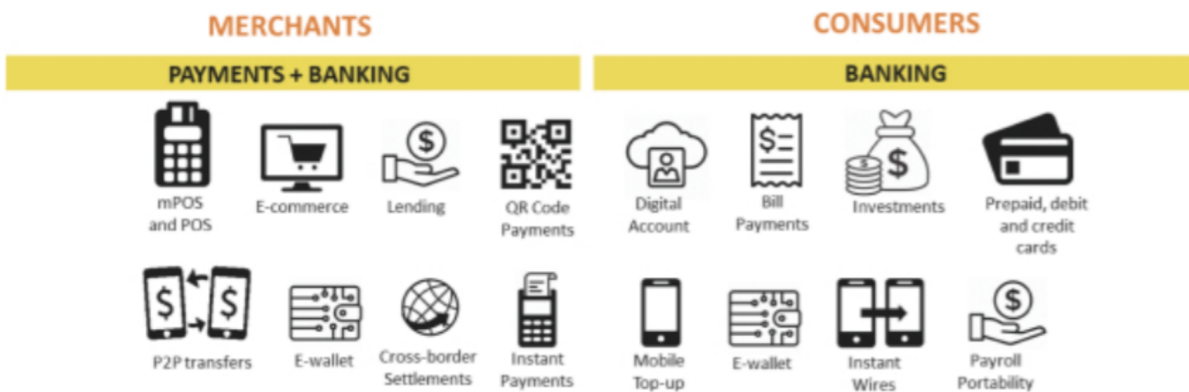 MERCHANTS
PAYMENTS + BANKING
mPOS
and POS
E-commerce
Lending
QR Code
Payments
P2P transfers
E-wallet
Cross-border
Settlements
Instant
Payments
CONSUMERS
BANKING
Digital
Account
Bill
Payments
Investments
Prepaid, debit
and credit
cards
Mobile
Top-up
E-wallet
Instant
Wires
Payroll
Portability